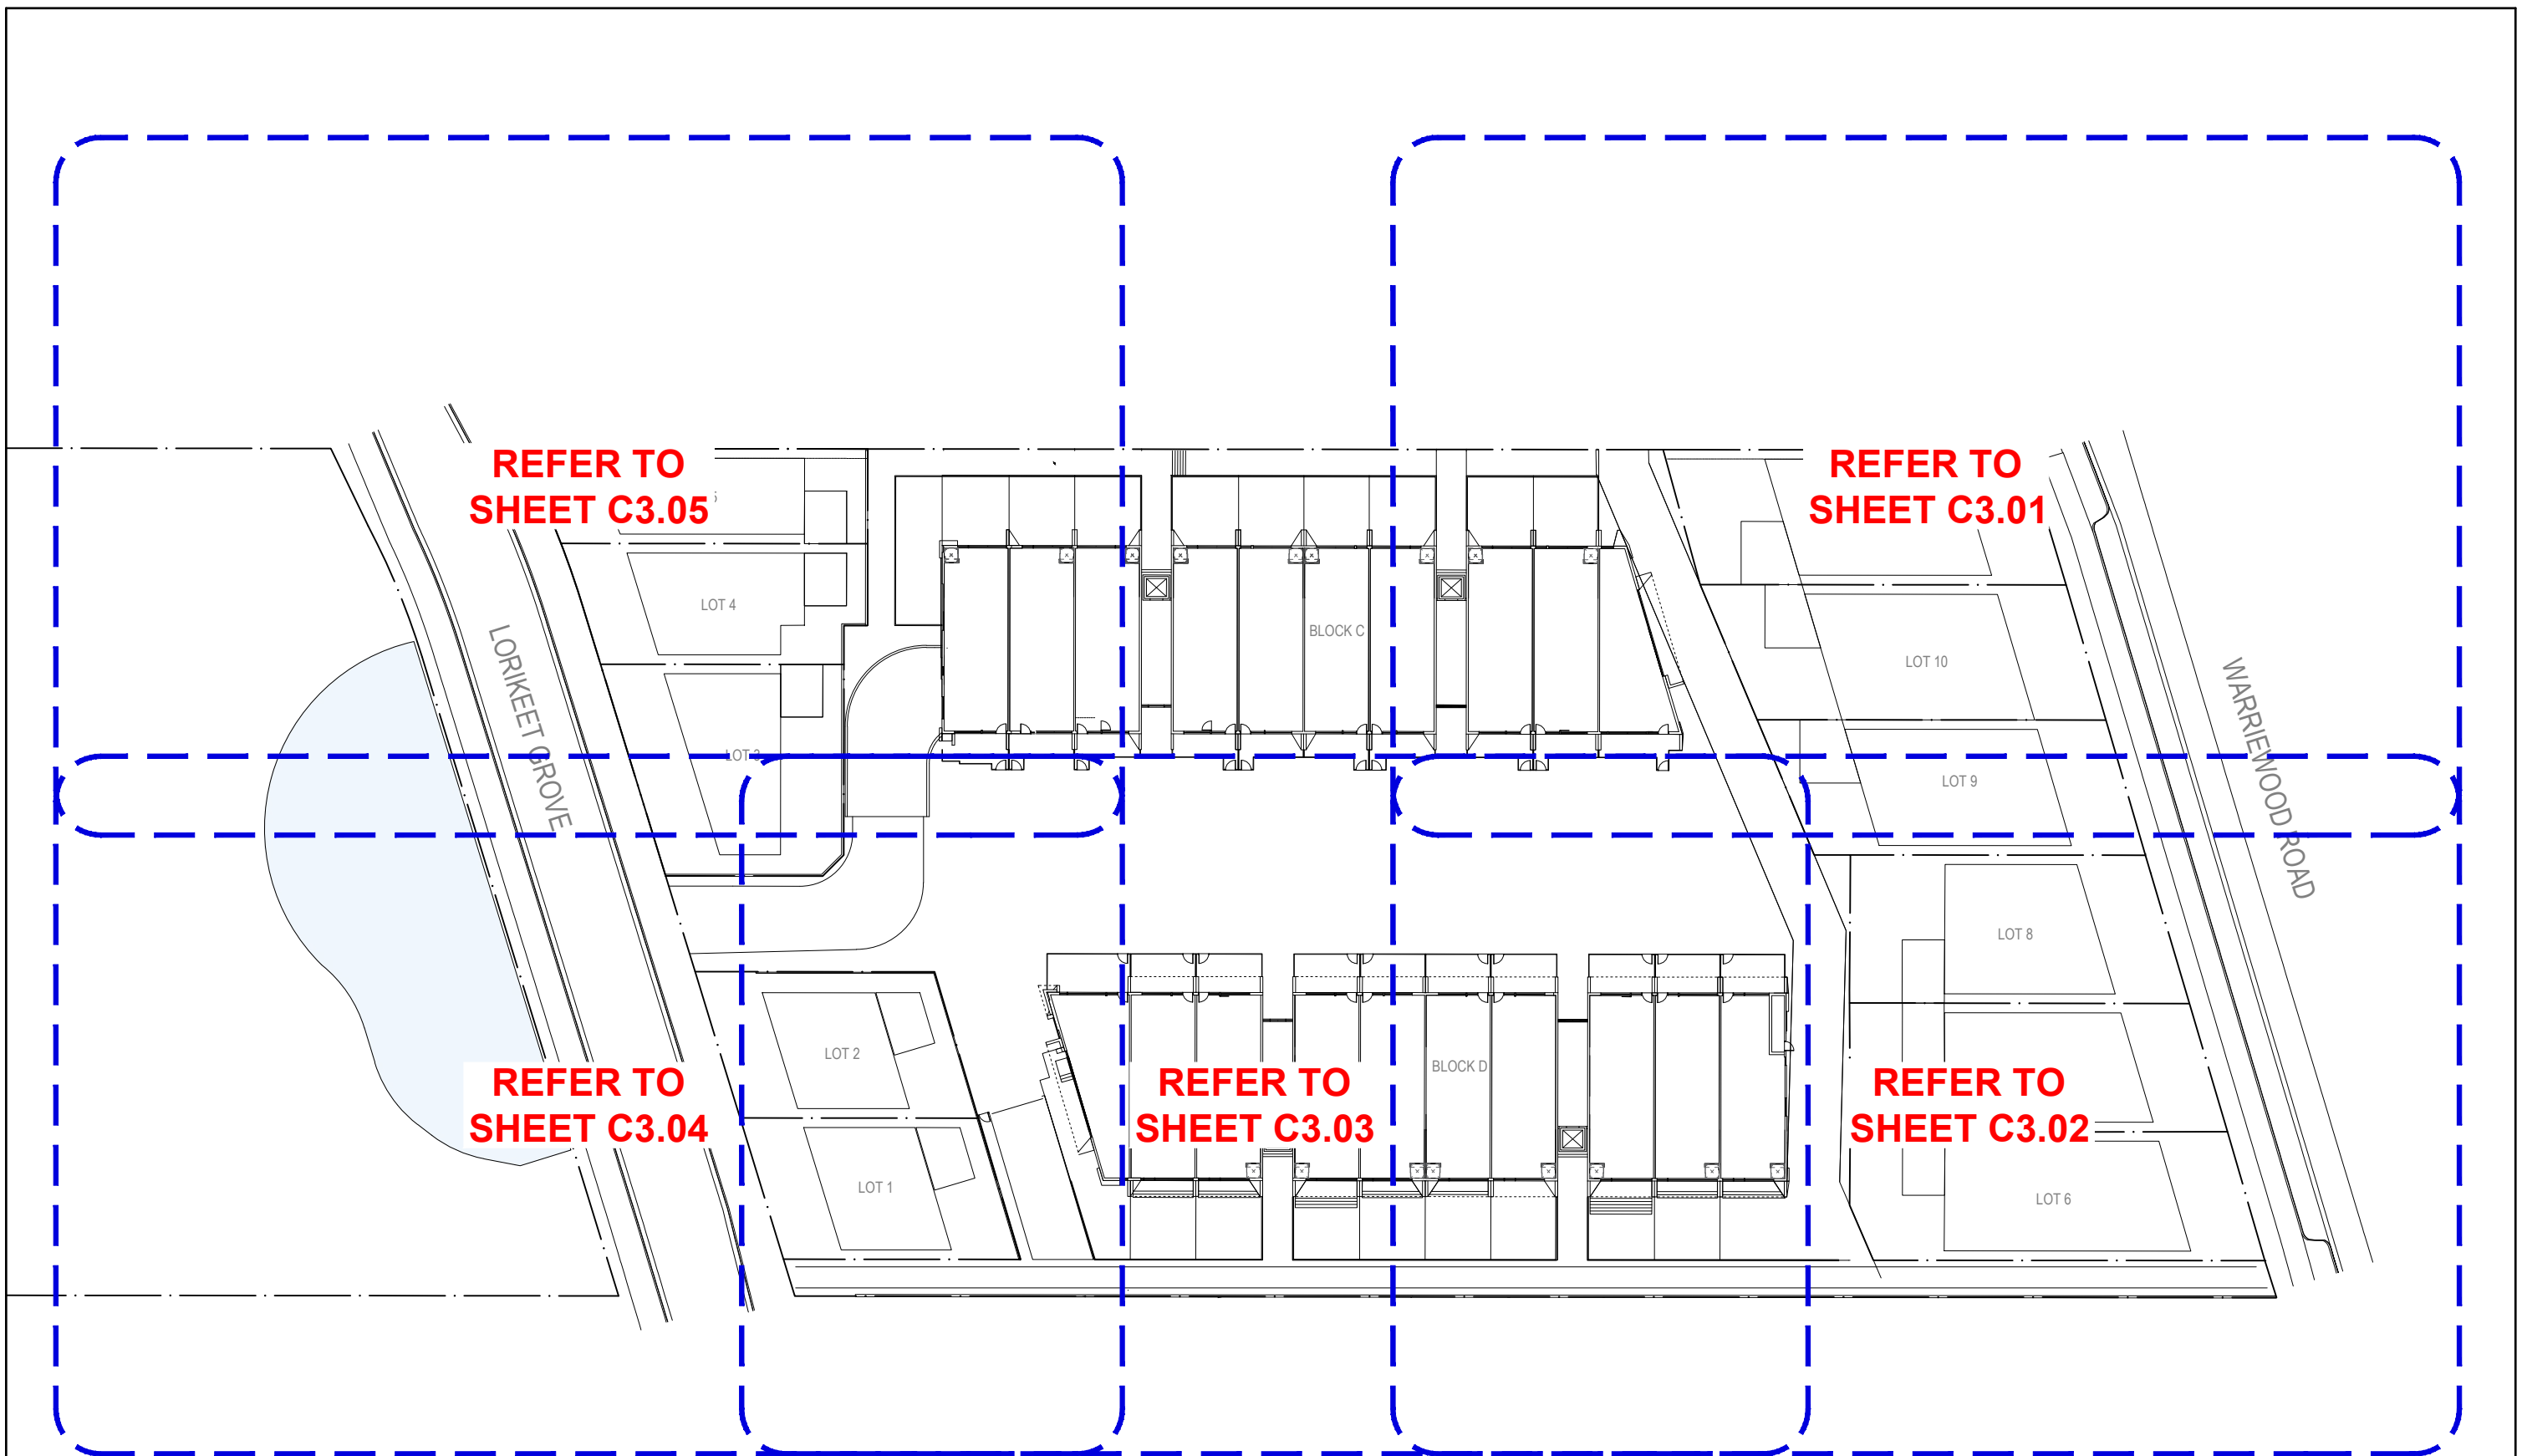 REFER TO
SHEET C3.05
REFER TO
SHEET C3.01
LOT 4
BLOCK C
LOT 10
LORIKEET GROVE
WARRIEWOOD ROAD
LOT 3
LOT 9
LOT 8
LOT 2
BLOCK D
REFER TO
SHEET C3.04
REFER TO
SHEET C3.03
REFER TO
SHEET C3.02
LOT 1
LOT 6